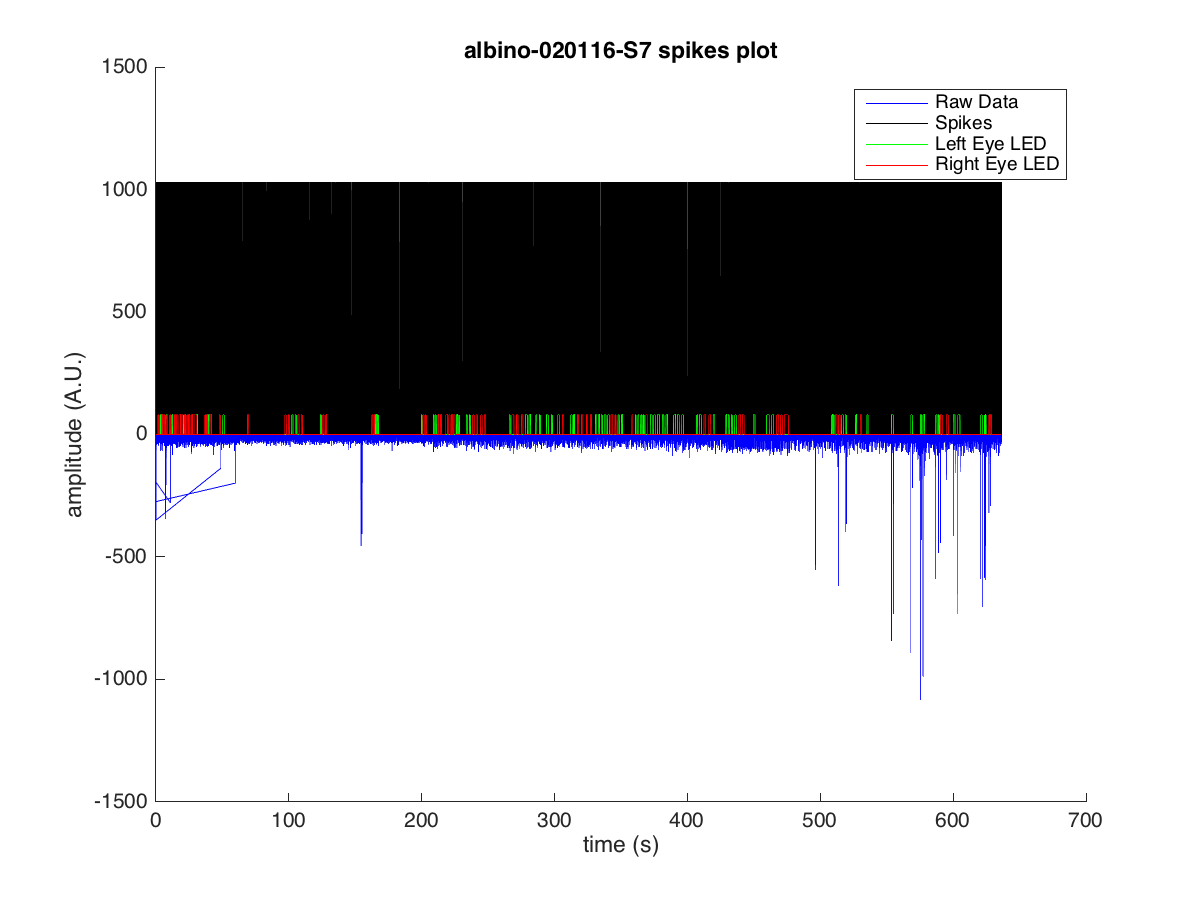 albino-020116-S7 spikes plot
1500
Raw Data
Spikes
Left Eye LED
Right Eye LED
1000
500
0
-500
-1000
-1500
amplitude (A.U.)
0 100 200 300 400 500 600 700
time (s)